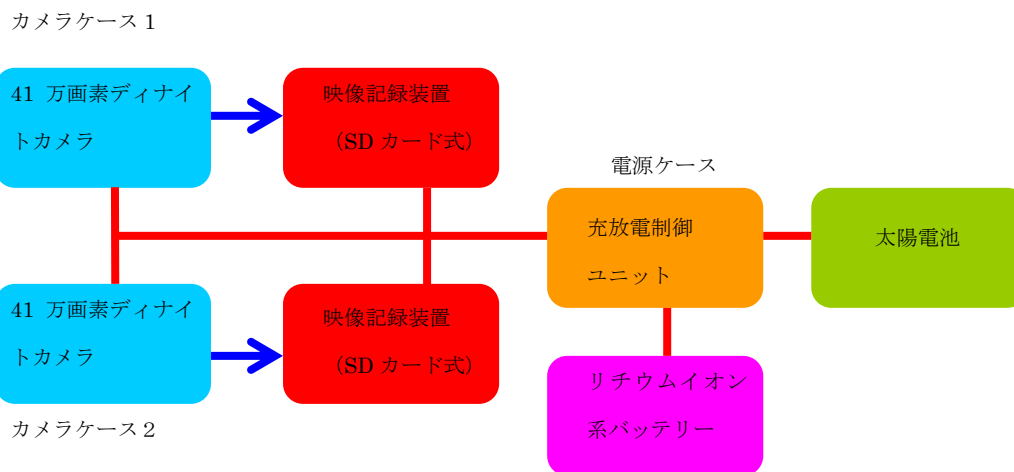 カメラケース1
41 万画素ディナイ
トカメラ
映像記録装置
（SD カード式）
電源ケース
充放電制御
ユニット
太陽電池
41 万画素ディナイ
トカメラ
映像記録装置
（SD カード式）
リチウムイオン
系バッテリー
カメラケース2